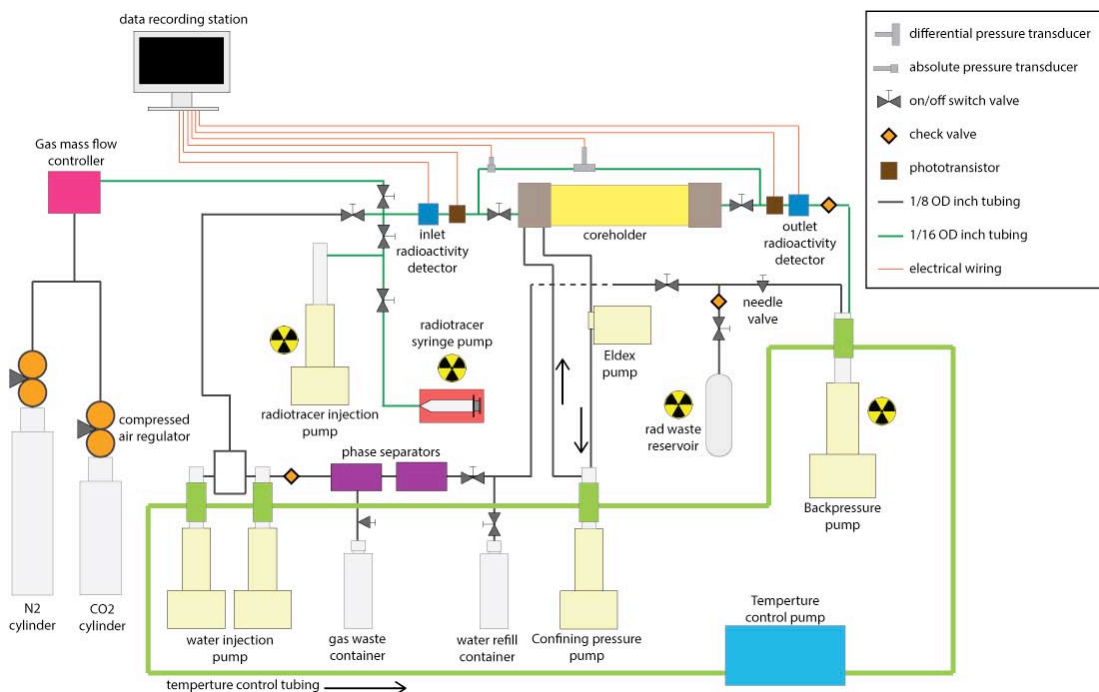 data recording station
Gas mass flow
controller
inlet
radioactivity
detector
coreholder
outlet
radioactivity
detector
needle
valve
Eldex
pump
radiotracer
syringe pump
radiotracer injection
pump
rad waste
reservoir
Backpressure
pump
compressed
air regulator
phase separators
N2
cylinder
CO2
cylinder
water injection
pump
gas waste
container
water refill
container
Confining pressure
pump
Temperture
control pump
temperture control tubing
differential pressure transducer
absolute pressure transducer
on/off switch valve
check valve
phototransistor
1/8 OD inch tubing
1/16 OD inch tubing
electrical wiring